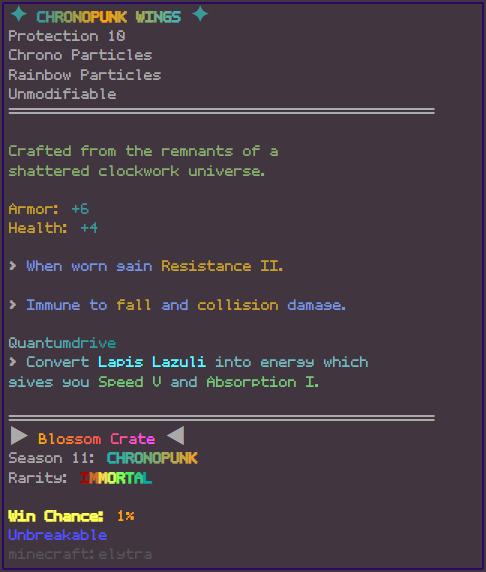 ✦ CHRONOPUNK WINGS ✦
Protection 10
Chrono Particles
Rainbow Particles
Unmodifiable
Crafted from the remnants of a
shattered clockwork universe.
Armor: +6
Health: +4
> When worn gain Resistance II.
> Immune to fall and collision damage.
Quantumdrive
> Convert Lapis Lazuli into energy which
gives you Speed V and Absorption I.
▶ Blossom Crate ◀
Season 11: CHRONOPUNK
Rarity: IMMORTAL
Win Chance: 1%
Unbreakable
minecraft:elytra